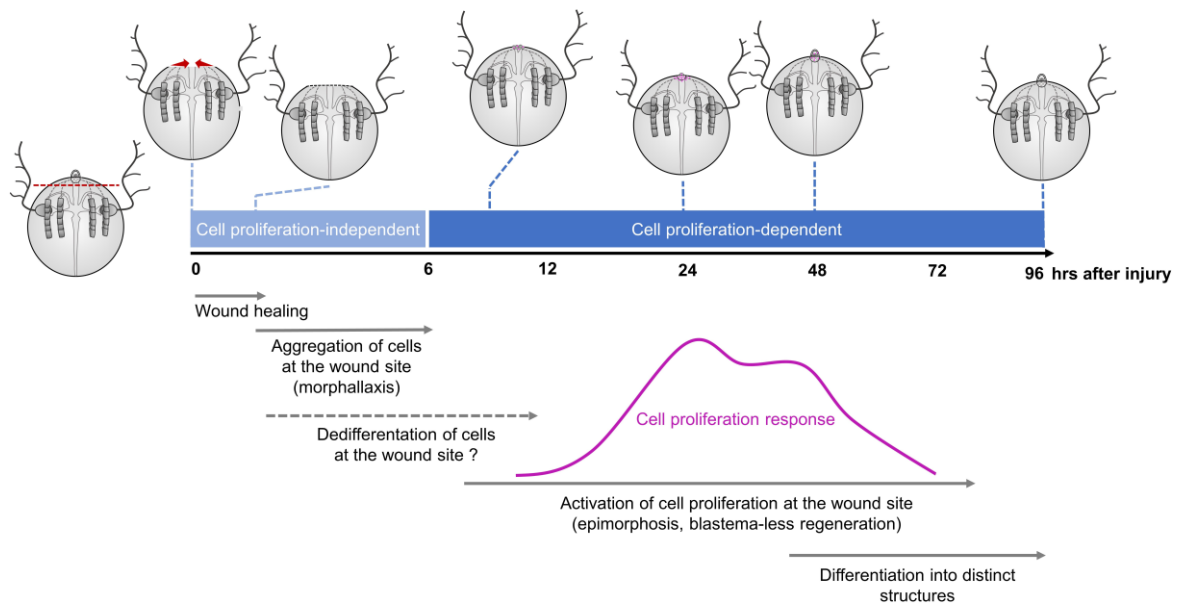 Cell proliferation-independent
Cell proliferation-dependent
0
6
12
24
48
72
96 hrs after injury
Wound healing
Aggregation of cells
at the wound site
(morphallaxis)
Dedifferentation of cells
at the wound site ?
Cell proliferation response
Activation of cell proliferation at the wound site
(epimorphosis, blastema-less regeneration)
Differentiation into distinct
structures